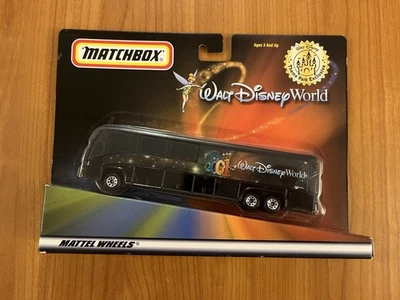 MATCHBOX
Ages 3 And Up
Walt Disney World
Walt Disney World
MATTEL WHEELS